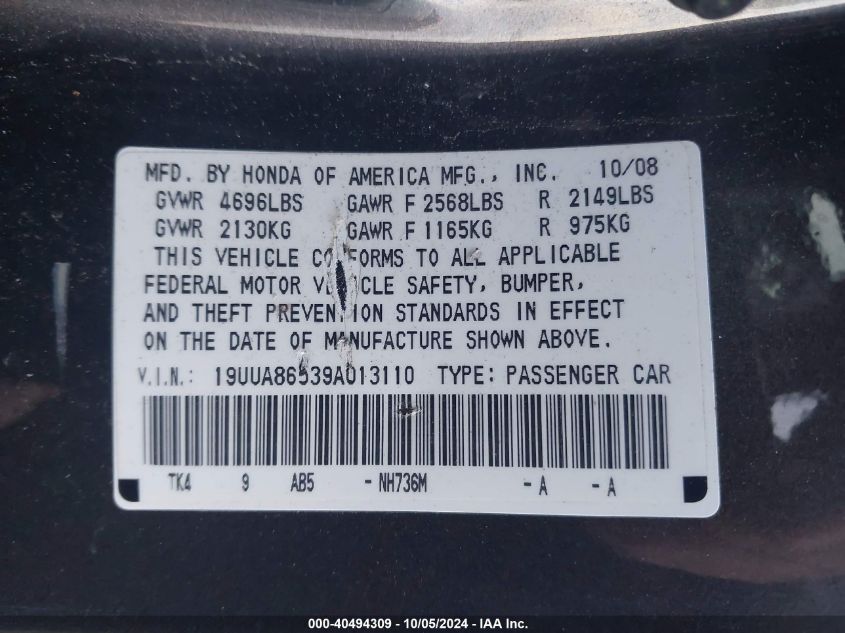 MFD. BY HONDA OF AMERICA MFG., INC. 10/08
GVWR 4696LBS GAWR F 2568LBS R 2149LBS
GVWR 2130KG GAWR F 1165KG R 975KG
THIS VEHICLE CONFORMS TO ALL APPLICABLE
FEDERAL MOTOR VEHICLE SAFETY, BUMPER,
AND THEFT PREVENTION STANDARDS IN EFFECT
ON THE DATE OF MANUFACTURE SHOWN ABOVE.
V.I.N.: 19UUA86539A013110 TYPE: PASSENGER CAR
TK4 9 AB5 -NH736M -A -A
000-40494309 - 10/05/2024 - IAA Inc.